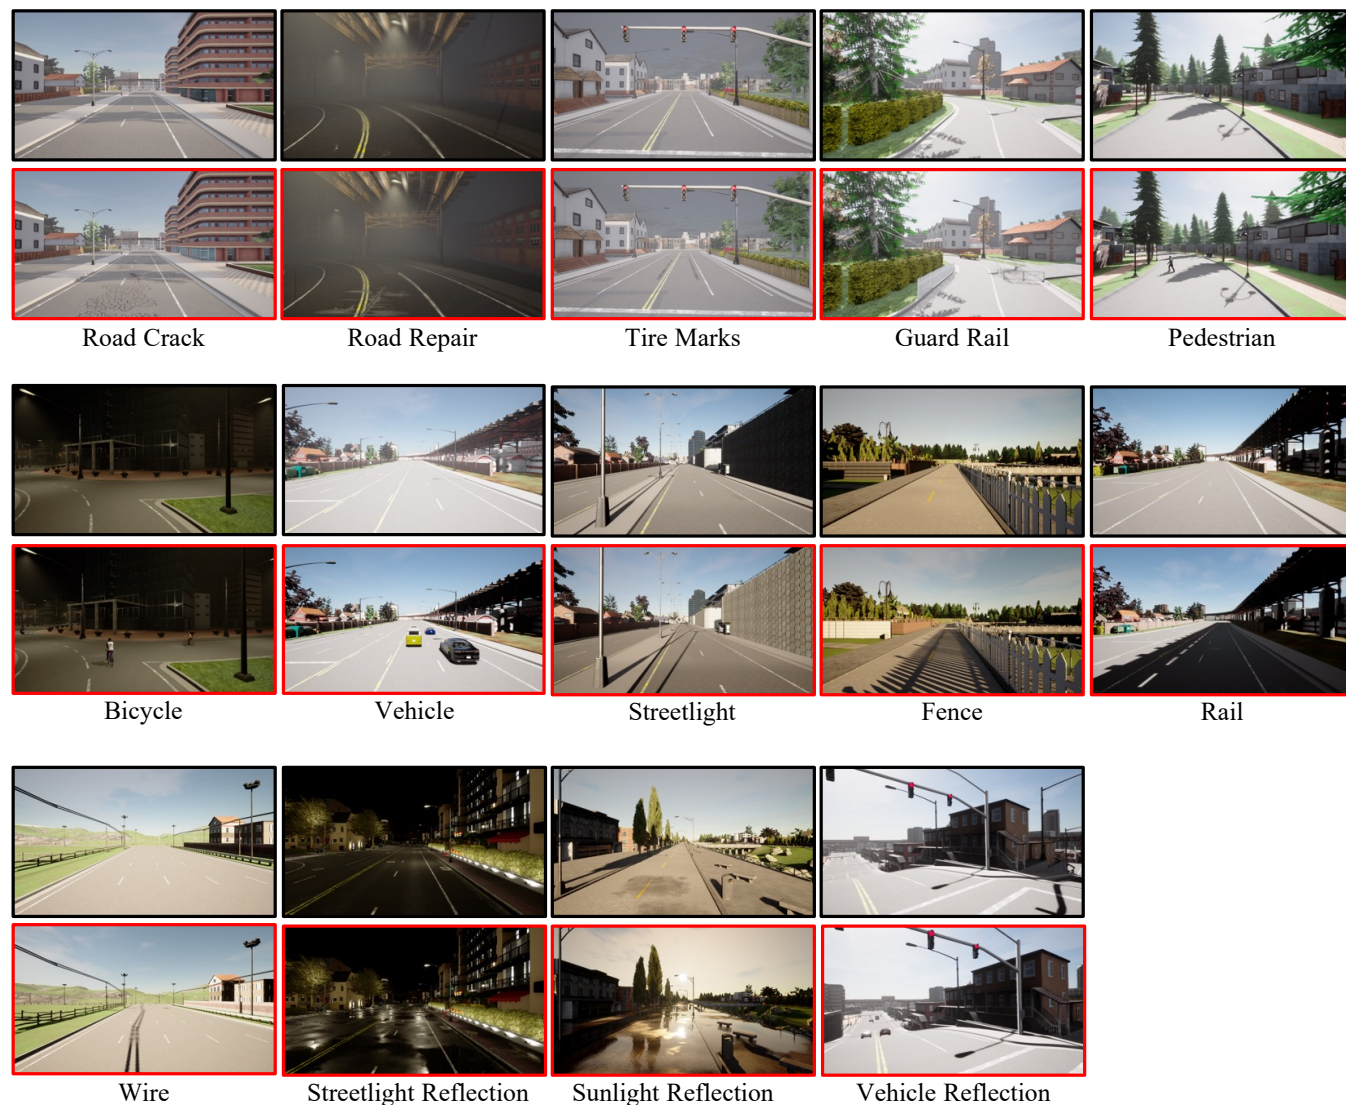 Road Crack
Road Repair
Tire Marks
Guard Rail
Pedestrian
Bicycle
Vehicle
Streetlight
Fence
Rail
Wire
Streetlight Reflection
Sunlight Reflection
Vehicle Reflection